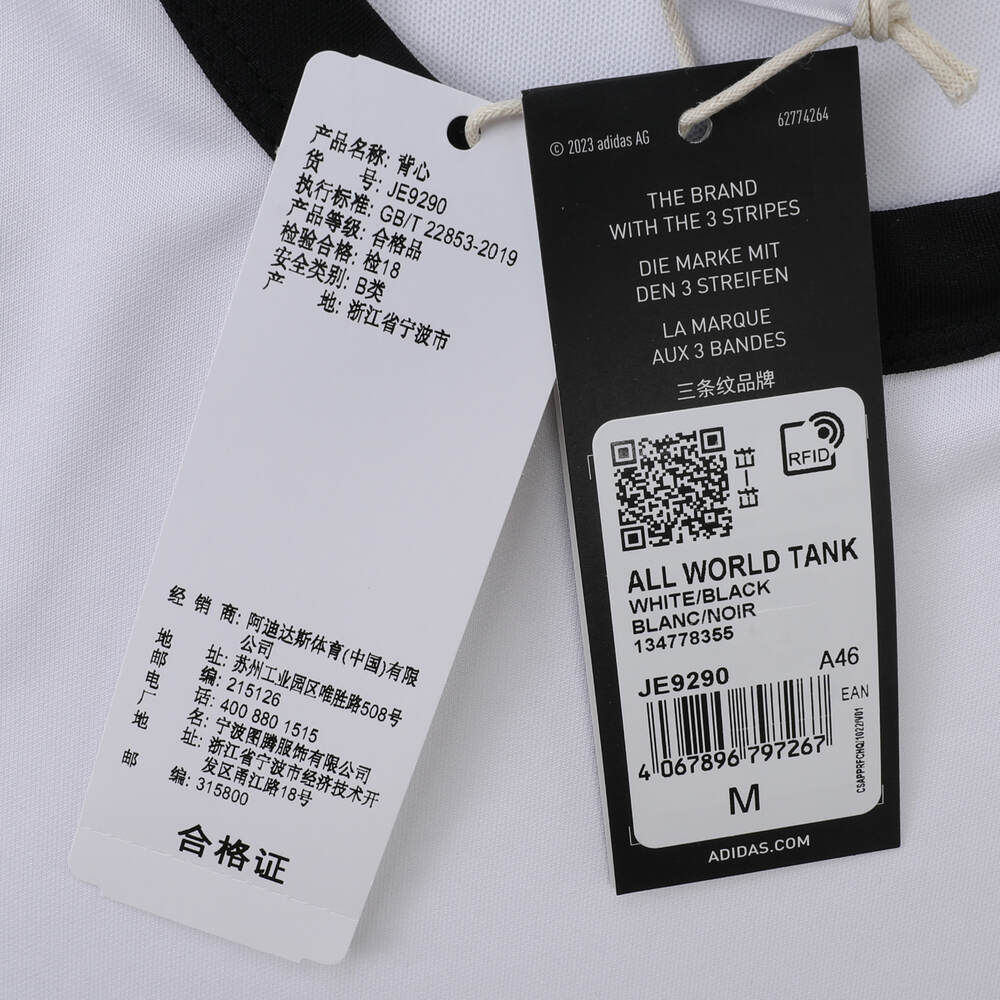 产品名称: 背心
货 号: JE9290
执行标准: GB/T 22853-2019
产品等级: 合格品
检验合格: 检18
安全类别: B类
产 地: 浙江省宁波市
经 销 商: 阿迪达斯体育(中国)有限
公司
地 址: 苏州工业园区唯胜路508号
邮 编: 215126
电 话: 400 880 1515
厂 名: 宁波图腾服饰有限公司
地 址: 浙江省宁波市经济技术开
发区甬江路18号
邮 编: 315800
合格证
© 2023 adidas AG
62774264
THE BRAND
WITH THE 3 STRIPES
DIE MARKE MIT
DEN 3 STREIFEN
LA MARQUE
AUX 3 BANDES
三条纹品牌
RFID
ALL WORLD TANK
WHITE/BLACK
BLANC/NOIR
134778355
JE9290
A46
EAN
4 067896 797267
CSAPPRFCHQ/1022/V01
M
ADIDAS.COM